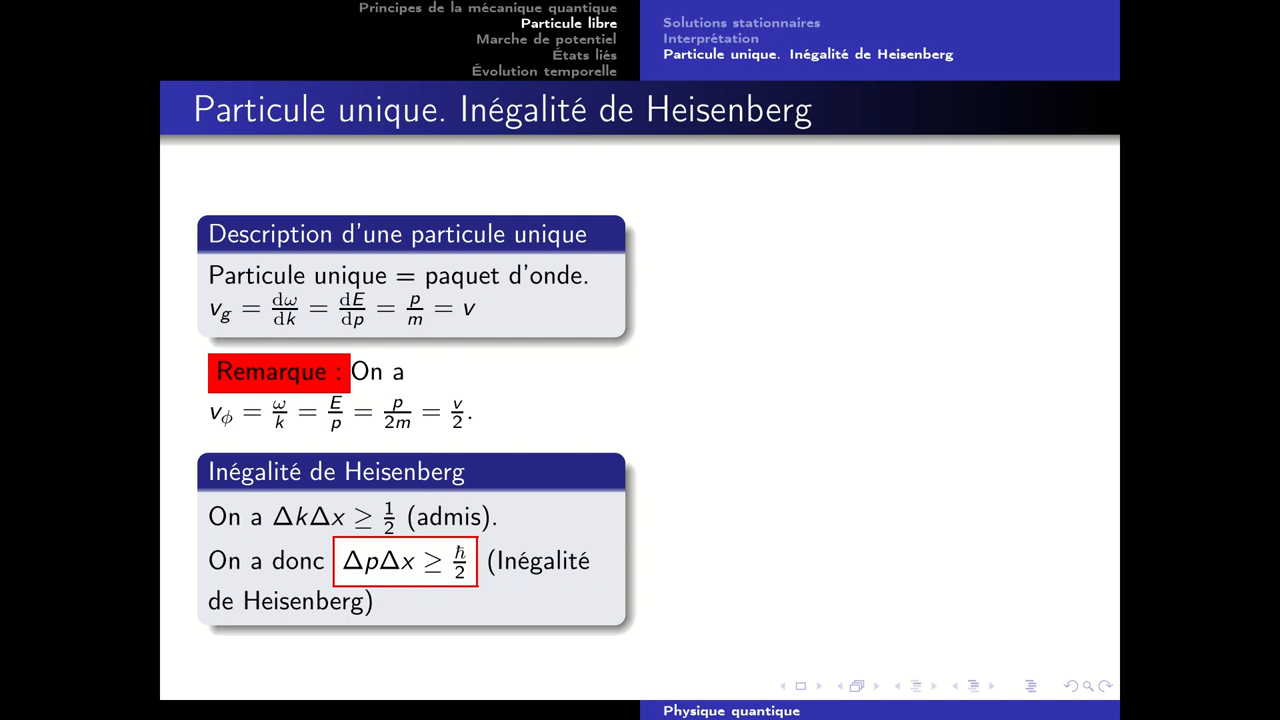 Principes de la mécanique quantique
Particule libre
Marche de potentiel
États liés
Évolution temporelle
Solutions stationnaires
Interprétation
Particule unique. Inégalité de Heisenberg
Particule unique. Inégalité de Heisenberg
Description d'une particule unique
Particule unique = paquet d'onde.
v_g = dω/dk = dE/dp = p/m = v
Remarque : On a
v_ϕ = ω/k = E/p = p/2m = v/2.
Inégalité de Heisenberg
On a ΔkΔx ≥ 1/2 (admis).
On a donc ΔpΔx ≥ ℏ/2 (Inégalité
de Heisenberg)
Physique quantique